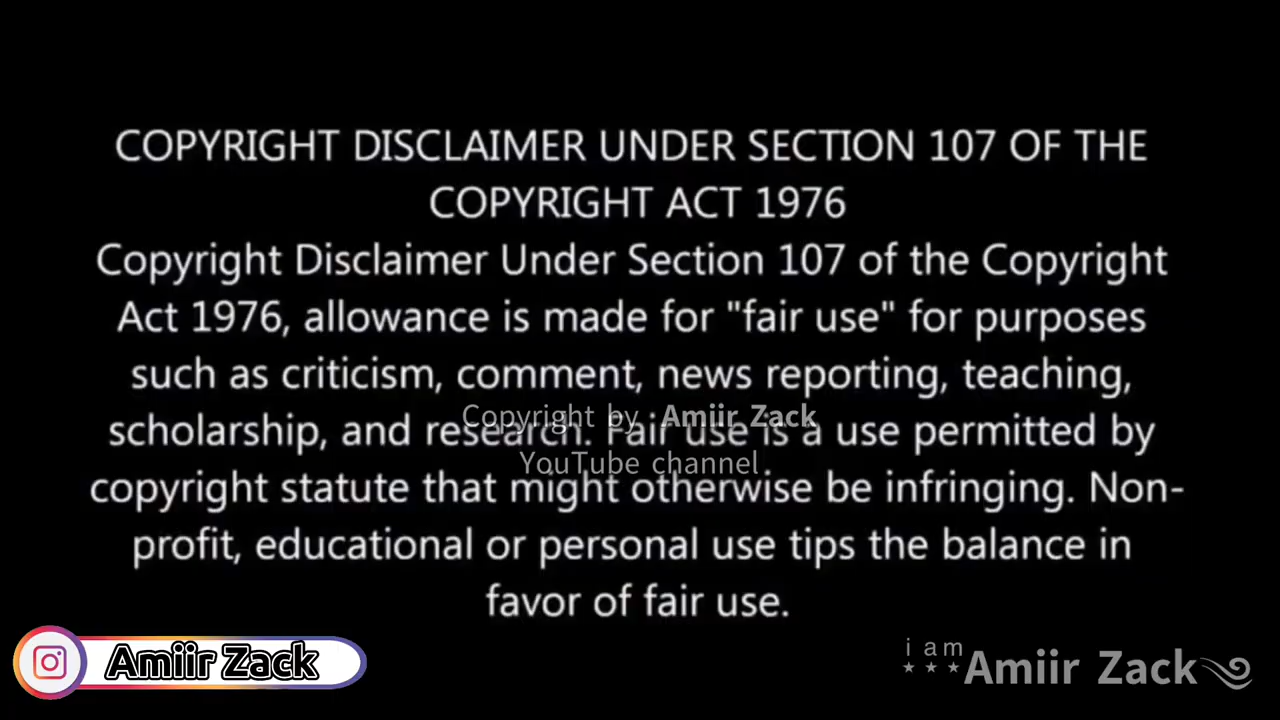 COPYRIGHT DISCLAIMER UNDER SECTION 107 OF THE
COPYRIGHT ACT 1976
Copyright Disclaimer Under Section 107 of the Copyright
Act 1976, allowance is made for "fair use" for purposes
such as criticism, comment, news reporting, teaching,
scholarship, and research. Fair use is a use permitted by
Copyright by Amiir Zack
YouTube channel
copyright statute that might otherwise be infringing. Non-
profit, educational or personal use tips the balance in
favor of fair use.
Amiir Zack
i am
Amiir Zack